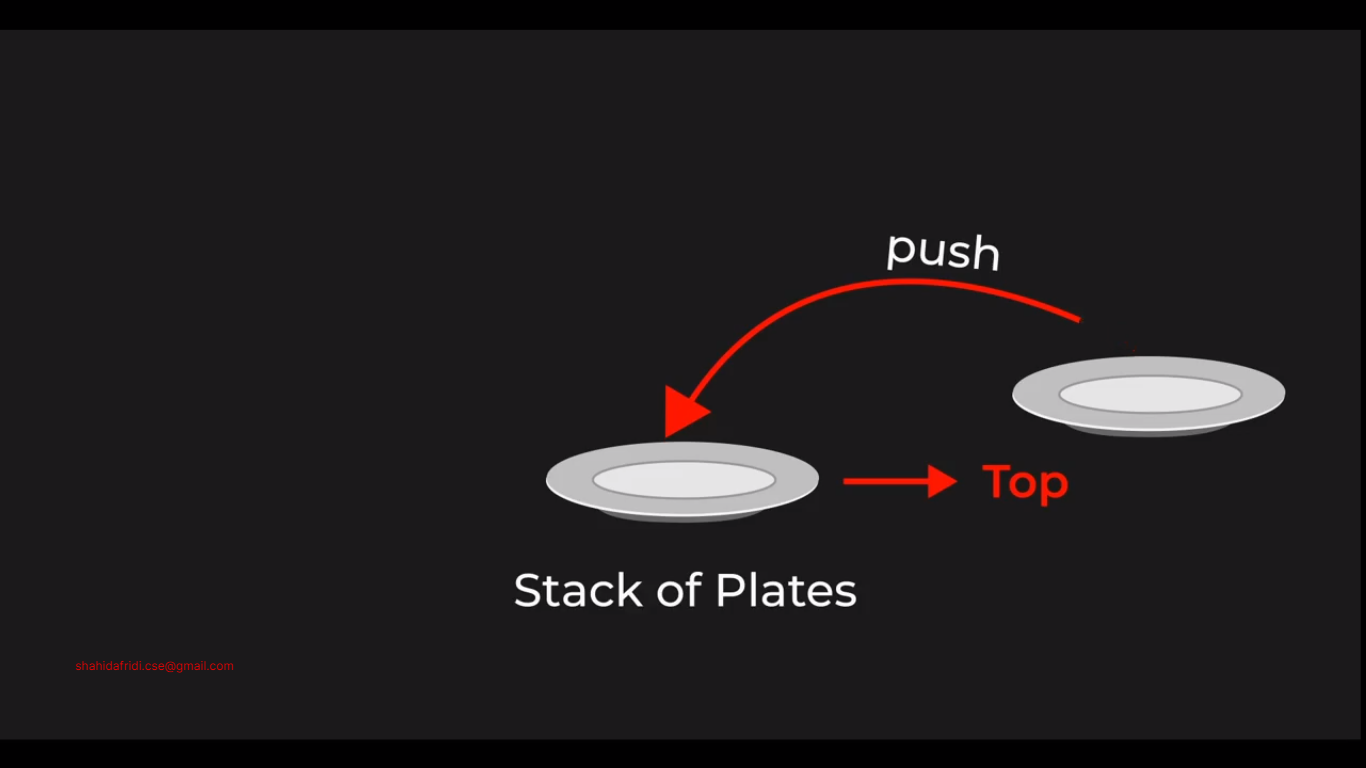 push
Top
Stack of Plates
shahidafridi.cse@gmail.com